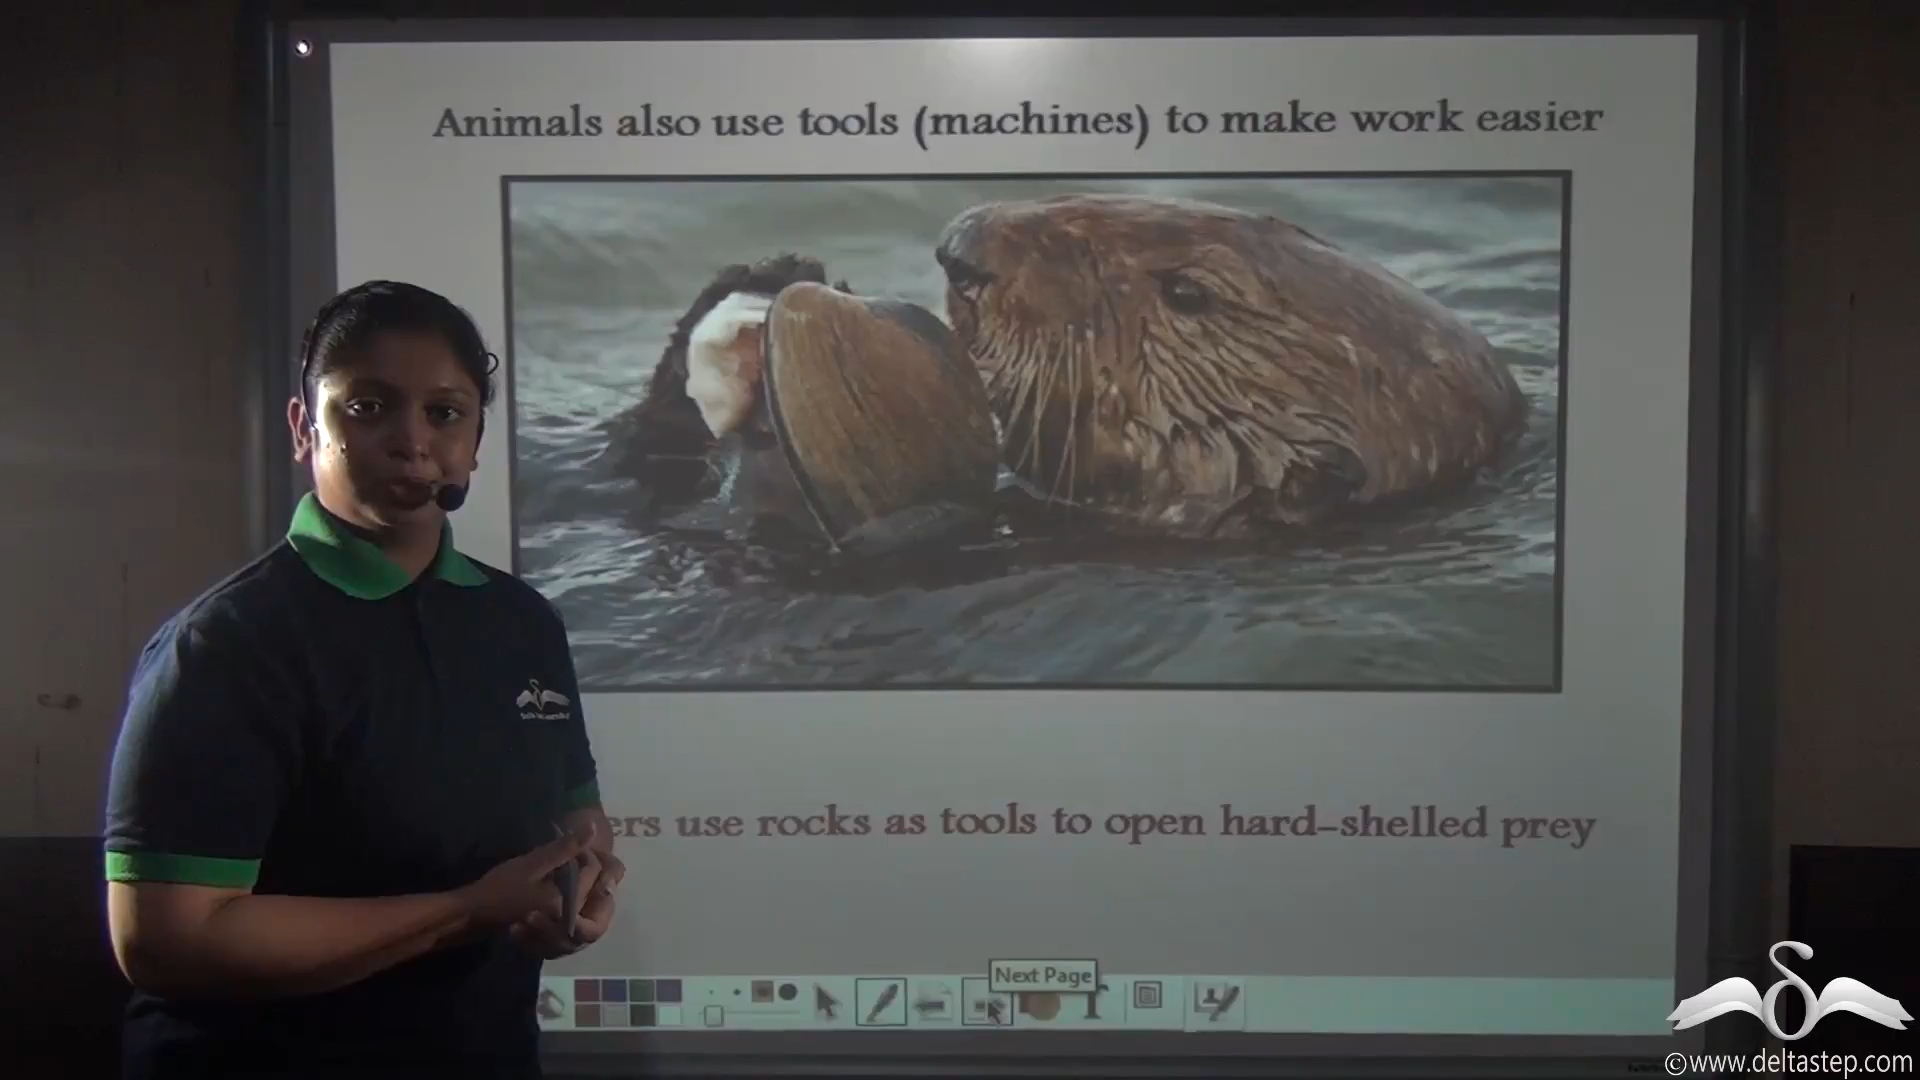 Animals also use tools (machines) to make work easier
ers use rocks as tools to open hard-shelled prey
Next Page
T
©www.deltastep.com